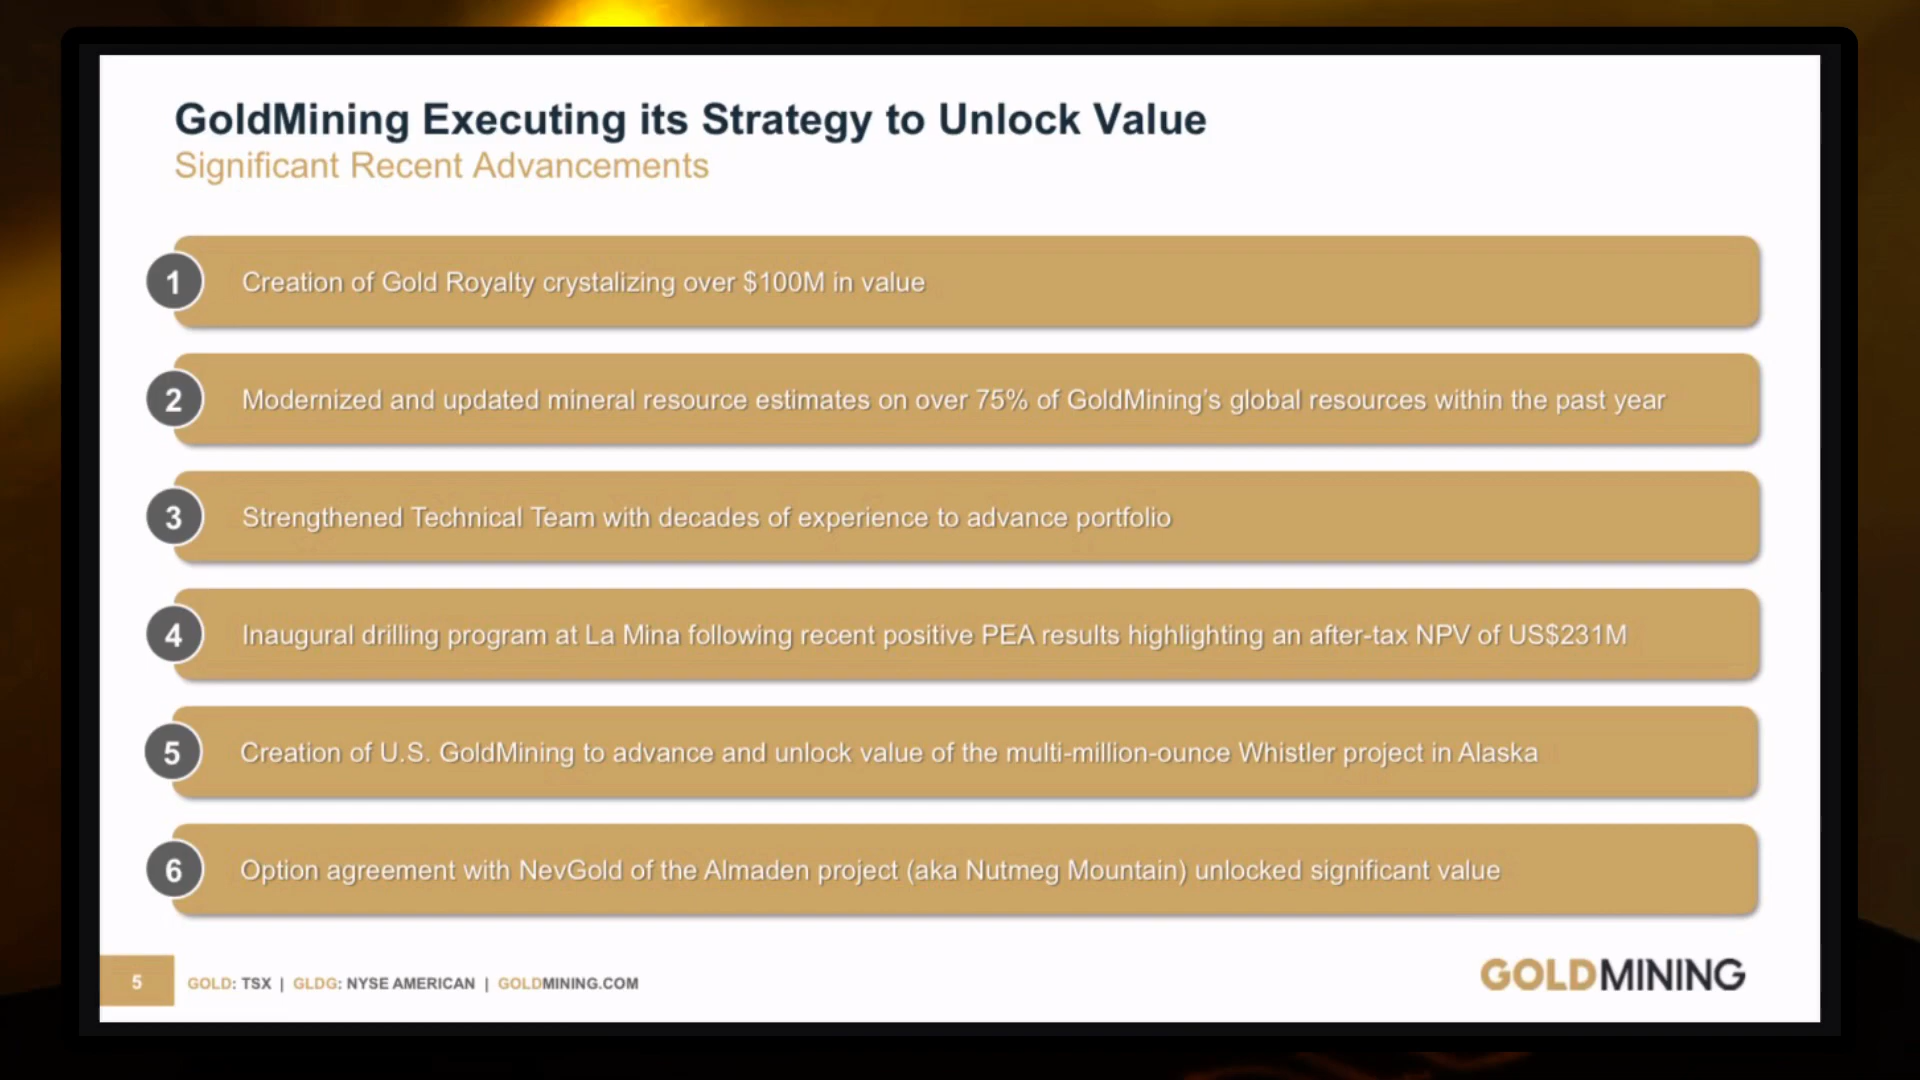 GoldMining Executing its Strategy to Unlock Value
Significant Recent Advancements
1 Creation of Gold Royalty crystalizing over $100M in value
2 Modernized and updated mineral resource estimates on over 75% of GoldMining's global resources within the past year
3 Strengthened Technical Team with decades of experience to advance portfolio
4 Inaugural drilling program at La Mina following recent positive PEA results highlighting an after-tax NPV of US$231M
5 Creation of U.S. GoldMining to advance and unlock value of the multi-million-ounce Whistler project in Alaska
6 Option agreement with NevGold of the Almaden project (aka Nutmeg Mountain) unlocked significant value
5 GOLD: TSX | GLDG: NYSE AMERICAN | GOLDMINING.COM
GOLDMINING